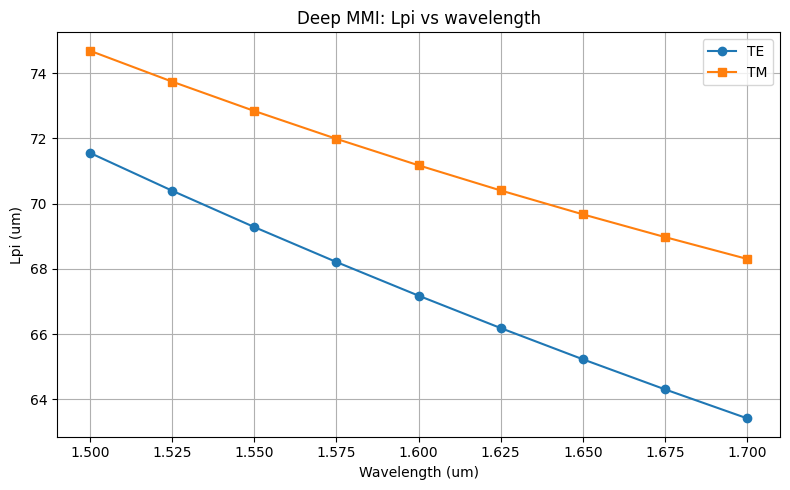 Deep MMI: Lpi vs wavelength
TE
TM
Lpi (um)
74
72
70
68
66
64
1.500 1.525 1.550 1.575 1.600 1.625 1.650 1.675 1.700
Wavelength (um)